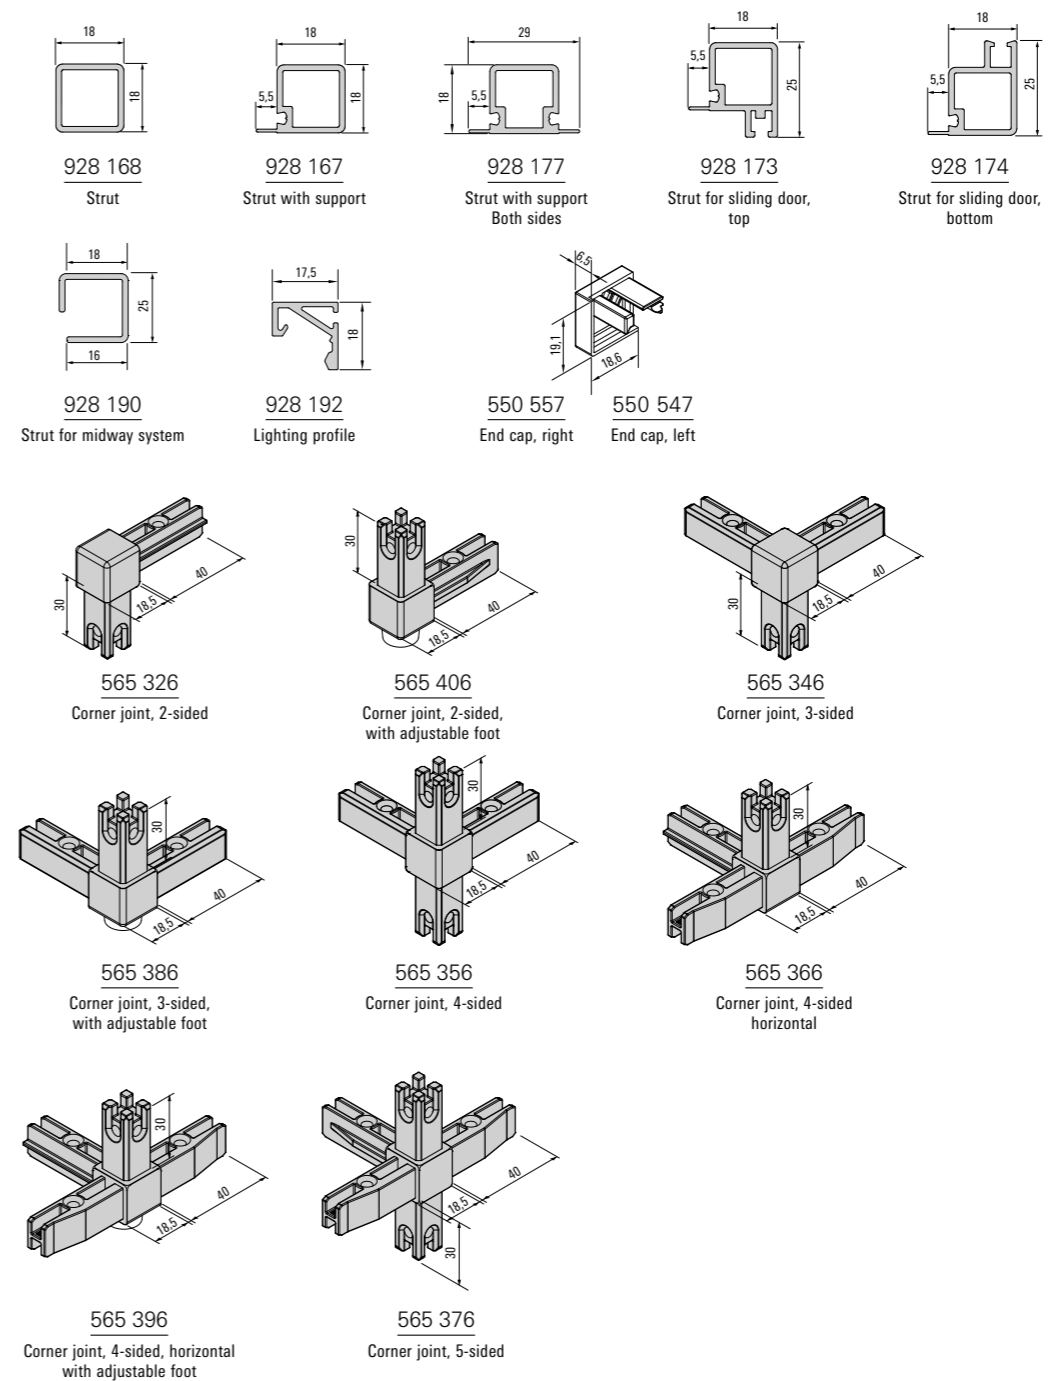 18
18
928 168
Strut
18
5,5
18
928 167
Strut with support
29
18
5,5
928 177
Strut with support
Both sides
18
5,5
25
928 173
Strut for sliding door,
top
18
5,5
25
928 174
Strut for sliding door,
bottom
18
25
16
928 190
Strut for midway system
17,5
18
928 192
Lighting profile
6,5
19,1
18,6
550 557
End cap, right
550 547
End cap, left
30
18,5
40
565 326
Corner joint, 2-sided
30
18,5
40
565 406
Corner joint, 2-sided,
with adjustable foot
30
18,5
40
565 346
Corner joint, 3-sided
30
18,5
40
565 386
Corner joint, 3-sided,
with adjustable foot
30
18,5
40
565 356
Corner joint, 4-sided
30
18,5
40
565 366
Corner joint, 4-sided
horizontal
30
18,5
40
565 396
Corner joint, 4-sided, horizontal
with adjustable foot
40
18,5
30
565 376
Corner joint, 5-sided